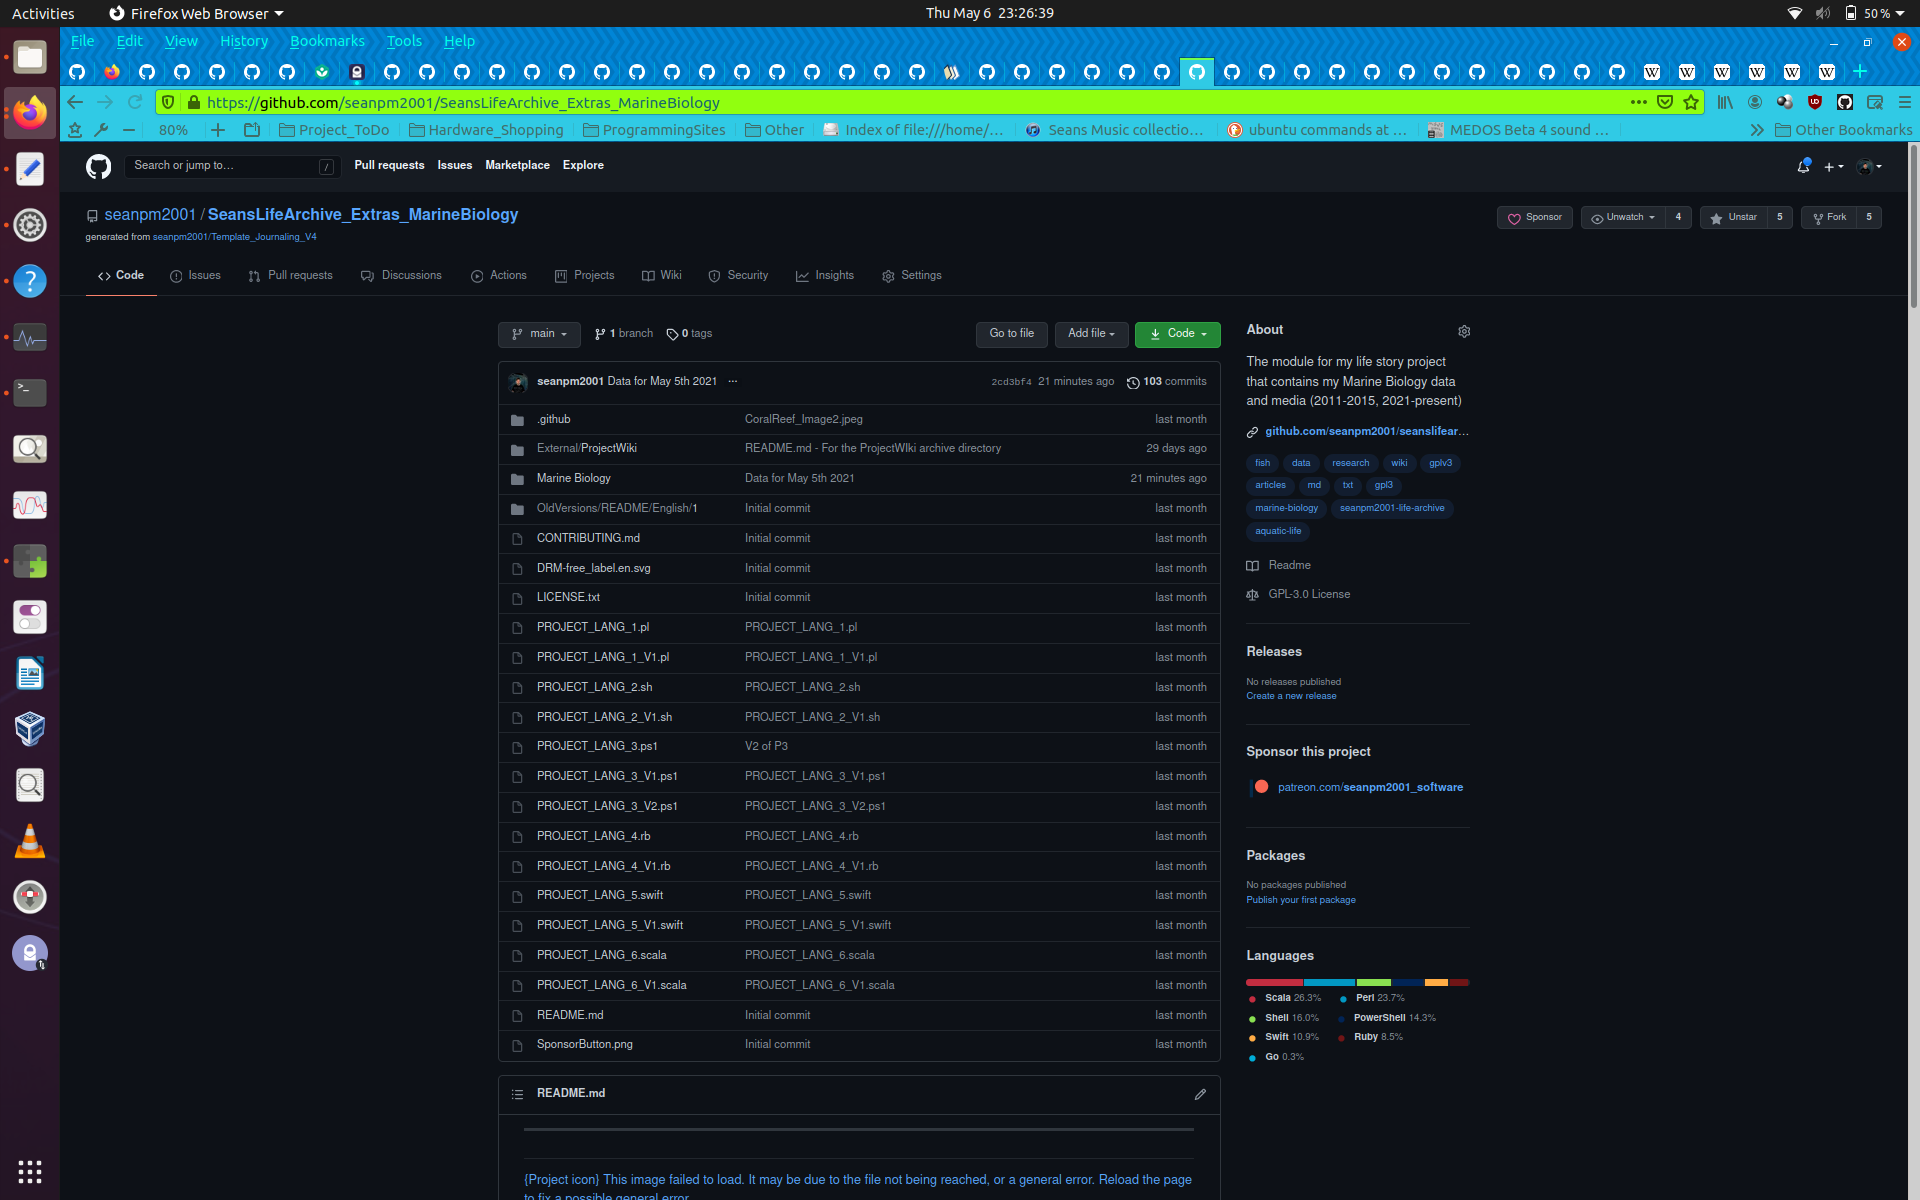 Activities Firefox Web Browser Thu May 6 23:26:39 50 %
File Edit View History Bookmarks Tools Help
https://github.com/seanpm2001/SeansLifeArchive_Extras_MarineBiology
80% Project_ToDo Hardware_Shopping ProgrammingSites Other Index of file:///home/... Seans Music collectio... ubuntu commands at ... MEDOS Beta 4 sound ... Other Bookmarks
Search or jump to... / Pull requests Issues Marketplace Explore
seanpm2001 / SeansLifeArchive_Extras_MarineBiology Sponsor Unwatch 4 Unstar 5 Fork 5
generated from seanpm2001/Template_Journaling_V4
Code Issues Pull requests Discussions Actions Projects Wiki Security Insights Settings
main 1 branch 0 tags Go to file Add file Code
seanpm2001 Data for May 5th 2021 ... 2cd3bf4 21 minutes ago 103 commits
.github CoralReef_Image2.jpeg last month
External/ProjectWiki README.md - For the ProjectWIki archive directory 29 days ago
Marine Biology Data for May 5th 2021 21 minutes ago
OldVersions/README/English/1 Initial commit last month
CONTRIBUTING.md Initial commit last month
DRM-free_label.en.svg Initial commit last month
LICENSE.txt Initial commit last month
PROJECT_LANG_1.pl PROJECT_LANG_1.pl last month
PROJECT_LANG_1_V1.pl PROJECT_LANG_1_V1.pl last month
PROJECT_LANG_2.sh PROJECT_LANG_2.sh last month
PROJECT_LANG_2_V1.sh PROJECT_LANG_2_V1.sh last month
PROJECT_LANG_3.ps1 V2 of P3 last month
PROJECT_LANG_3_V1.ps1 PROJECT_LANG_3_V1.ps1 last month
PROJECT_LANG_3_V2.ps1 PROJECT_LANG_3_V2.ps1 last month
PROJECT_LANG_4.rb PROJECT_LANG_4.rb last month
PROJECT_LANG_4_V1.rb PROJECT_LANG_4_V1.rb last month
PROJECT_LANG_5.swift PROJECT_LANG_5.swift last month
PROJECT_LANG_5_V1.swift PROJECT_LANG_5_V1.swift last month
PROJECT_LANG_6.scala PROJECT_LANG_6.scala last month
PROJECT_LANG_6_V1.scala PROJECT_LANG_6_V1.scala last month
README.md Initial commit last month
SponsorButton.png Initial commit last month
README.md
{Project icon} This image failed to load. It may be due to the file not being reached, or a general error. Reload the page
to fix a possible general error
About
The module for my life story project
that contains my Marine Biology data
and media (2011-2015, 2021-present)
github.com/seanpm2001/seanslifear...
fish data research wiki gplv3
articles md txt gpl3
marine-biology seanpm2001-life-archive
aquatic-life
Readme
GPL-3.0 License
Releases
No releases published
Create a new release
Sponsor this project
patreon.com/seanpm2001_software
Packages
No packages published
Publish your first package
Languages
Scala 26.3% Perl 23.7%
Shell 16.0% PowerShell 14.3%
Swift 10.9% Ruby 8.5%
Go 0.3%